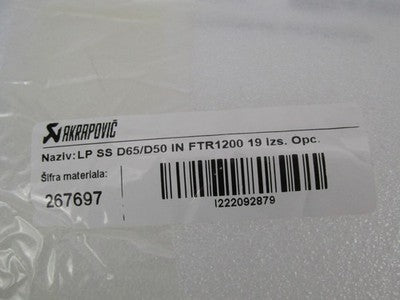 AKRAPOVIČ
Naziv: LP SS D65/D50 IN FTR1200 19 Izs. Opc.
Šifra materiala:
267697
I222092879